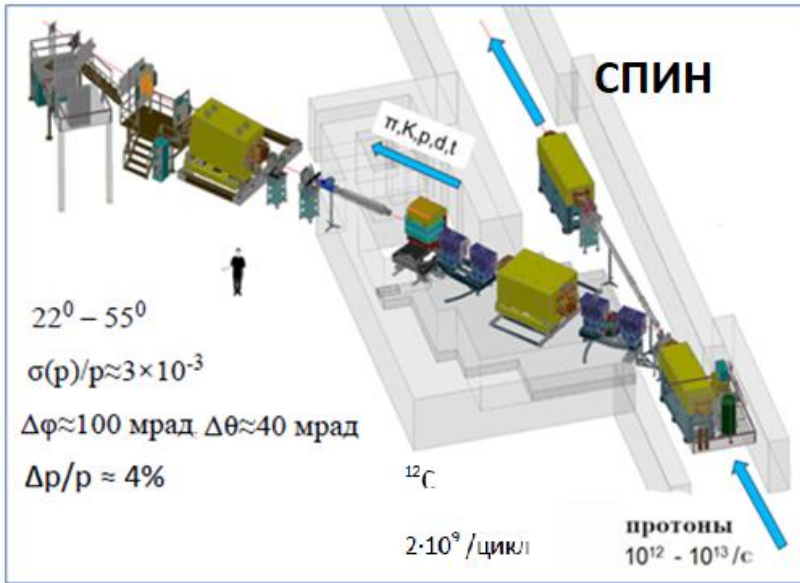 СПИН
π,K,p,d,t
22⁰ – 55⁰
σ(p)/p≈3×10⁻³
Δφ≈100 мрад, Δθ≈40 мрад
Δp/p ≈ 4%
¹²C
2·10⁹ /цикл
протоны
10¹² - 10¹³/с